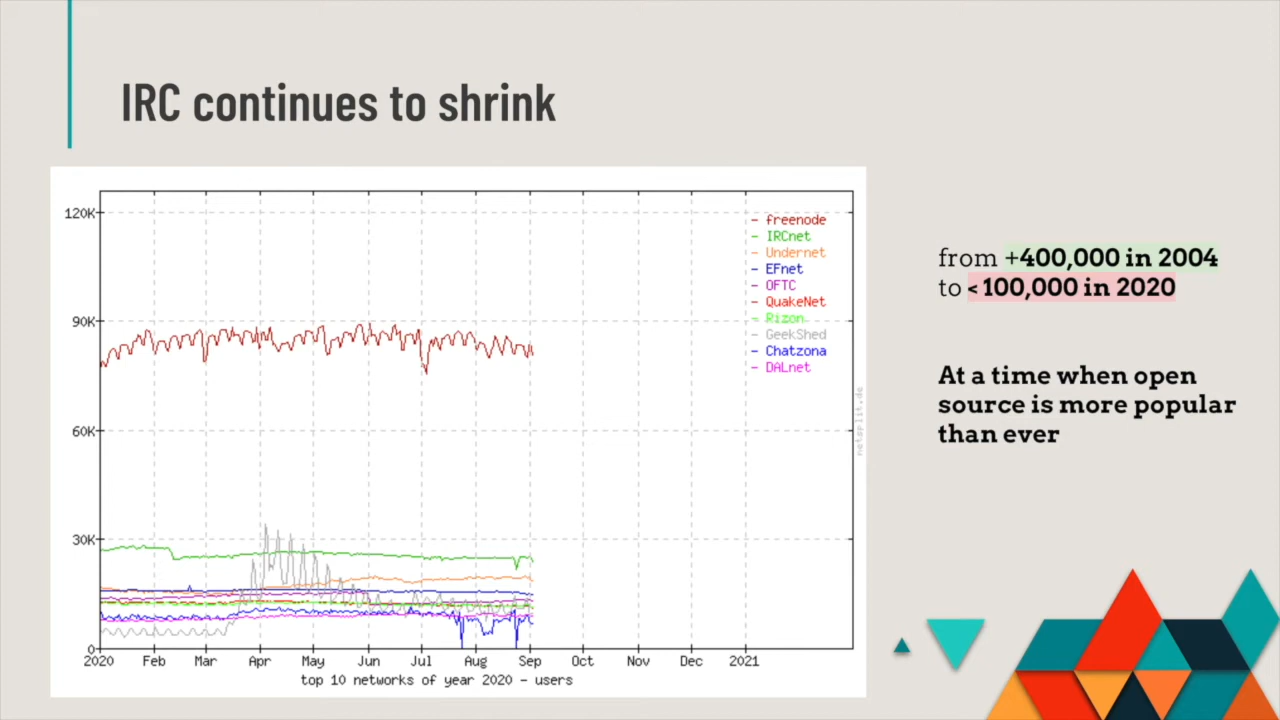 IRC continues to shrink
120K
90K
60K
30K
0
2020 Feb Mar Apr May Jun Jul Aug Sep Oct Nov Dec 2021
top 10 networks of year 2020 - users
- freenode
- IRCnet
- Undernet
- EFnet
- OFTC
- QuakeNet
- Rizon
- GeekShed
- Chatzona
- DALnet
netsplit.de
from +400,000 in 2004
to < 100,000 in 2020
At a time when open
source is more popular
than ever